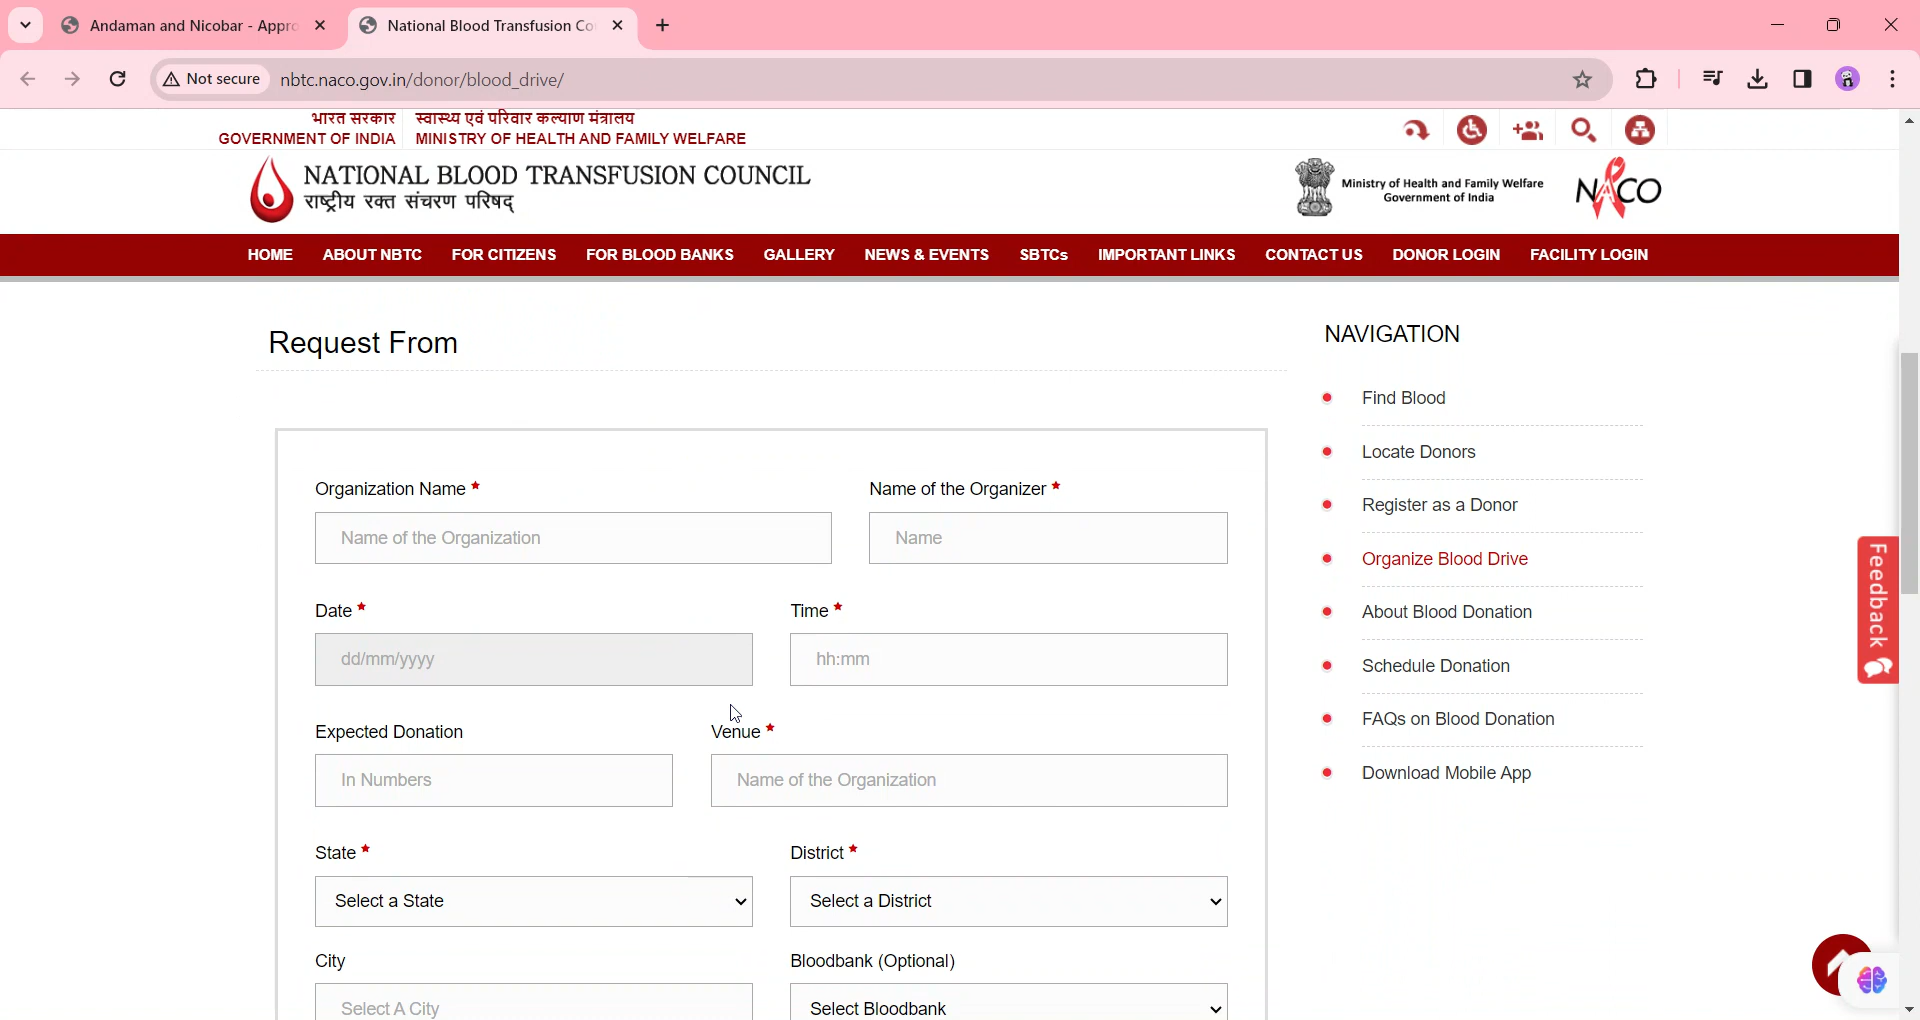 Andaman and Nicobar - Appro
National Blood Transfusion Co
Not secure
nbtc.naco.gov.in/donor/blood_drive/
भारत सरकार
स्वास्थ्य एवं परिवार कल्याण मंत्रालय
GOVERNMENT OF INDIA
MINISTRY OF HEALTH AND FAMILY WELFARE
NATIONAL BLOOD TRANSFUSION COUNCIL
राष्ट्रीय रक्त संचरण परिषद्
Ministry of Health and Family Welfare
Government of India
NACO
HOME ABOUT NBTC FOR CITIZENS FOR BLOOD BANKS GALLERY NEWS & EVENTS SBTCs IMPORTANT LINKS CONTACT US DONOR LOGIN FACILITY LOGIN
Request From
Organization Name *
Name of the Organizer *
Name of the Organization
Name
Date *
Time *
dd/mm/yyyy
hh:mm
Expected Donation
Venue *
In Numbers
Name of the Organization
State *
District *
Select a State
Select a District
City
Bloodbank (Optional)
Select A City
Select Bloodbank
NAVIGATION
Find Blood
Locate Donors
Register as a Donor
Organize Blood Drive
About Blood Donation
Schedule Donation
FAQs on Blood Donation
Download Mobile App
Feedback